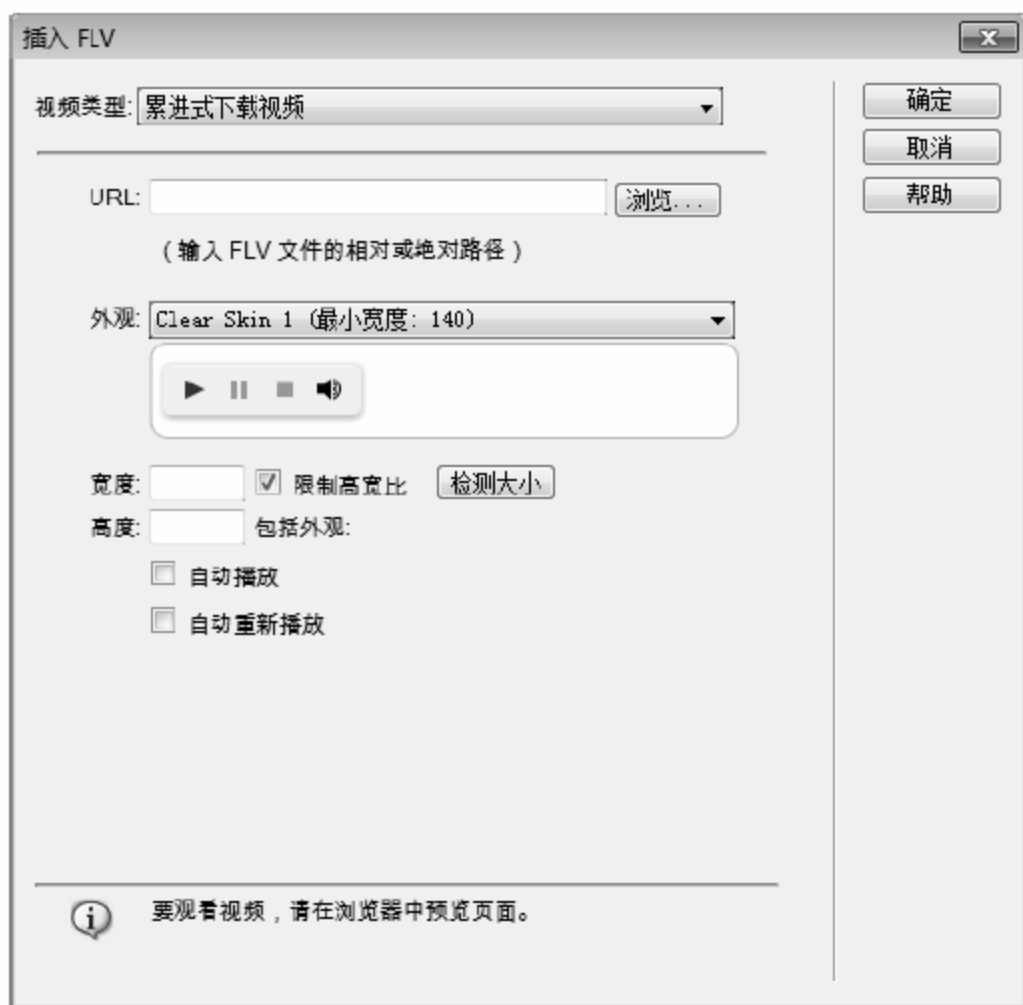 插入 FLV
视频类型: 累进式下载视频
确定
取消
帮助
URL: 浏览...
(输入 FLV 文件的相对或绝对路径)
外观: Clear Skin 1 (最小宽度: 140)
宽度: 限制高宽比 检测大小
高度: 包括外观:
自动播放
自动重新播放
要观看视频，请在浏览器中预览页面。